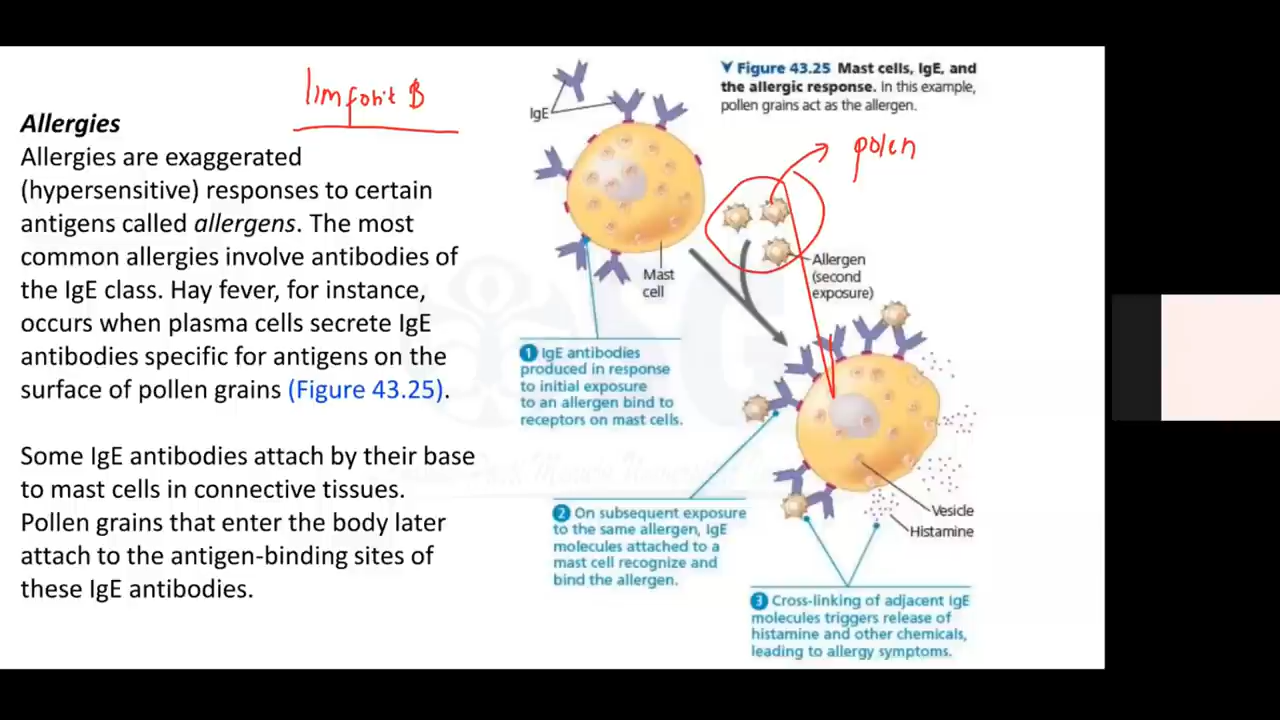 Limfonit B
Allergies
Allergies are exaggerated
(hypersensitive) responses to certain
antigens called allergens. The most
common allergies involve antibodies of
the IgE class. Hay fever, for instance,
occurs when plasma cells secrete IgE
antibodies specific for antigens on the
surface of pollen grains (Figure 43.25).
Some IgE antibodies attach by their base
to mast cells in connective tissues.
Pollen grains that enter the body later
attach to the antigen-binding sites of
these IgE antibodies.
Figure 43.25 Mast cells, IgE, and
the allergic response. In this example,
pollen grains act as the allergen.
IgE
polen
Mast
cell
Allergen
(second
exposure)
1 IgE antibodies
produced in response
to initial exposure
to an allergen bind to
receptors on mast cells.
2 On subsequent exposure
to the same allergen, IgE
molecules attached to a
mast cell recognize and
bind the allergen.
Vesicle
Histamine
3 Cross-linking of adjacent IgE
molecules triggers release of
histamine and other chemicals,
leading to allergy symptoms.